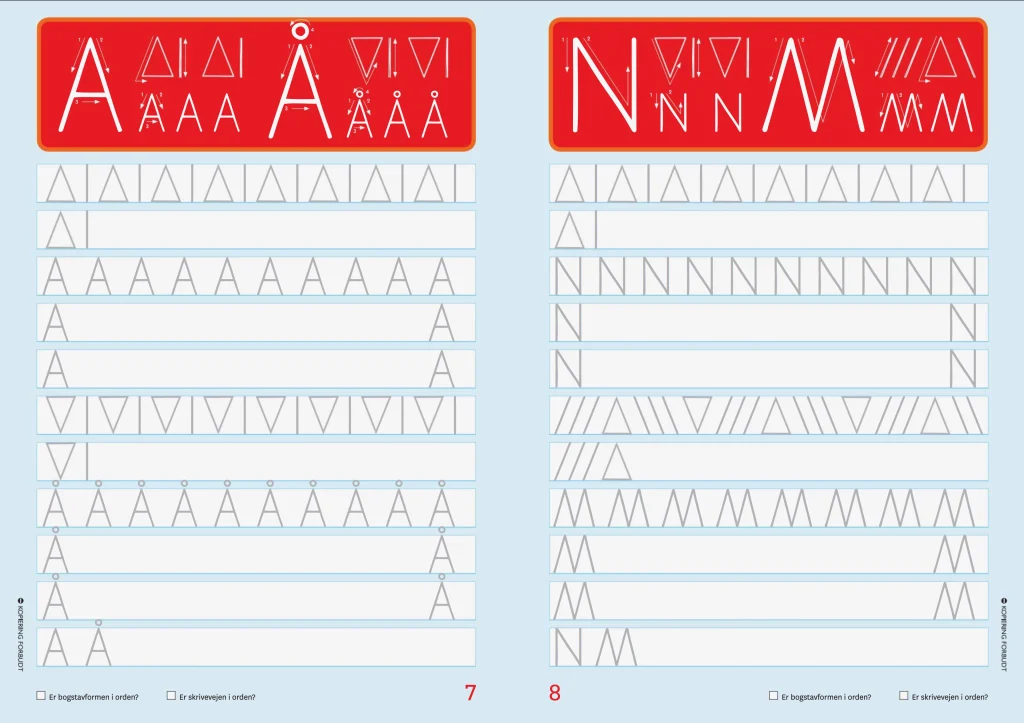 A A A A Å Å Å Å
A A A A A A A A A A
A A
A A
Å Å Å Å Å Å Å Å Å Å
Å Å
Å Å
A Å
KOPIERING FORBUDT
Er bogstavformen i orden? Er skrivevejen i orden? 7
N N N M M M
N N N N N N N N N N
N N
N N
M M M M M M M M
M M
M M
N M
KOPIERING FORBUDT
8 Er bogstavformen i orden? Er skrivevejen i orden?